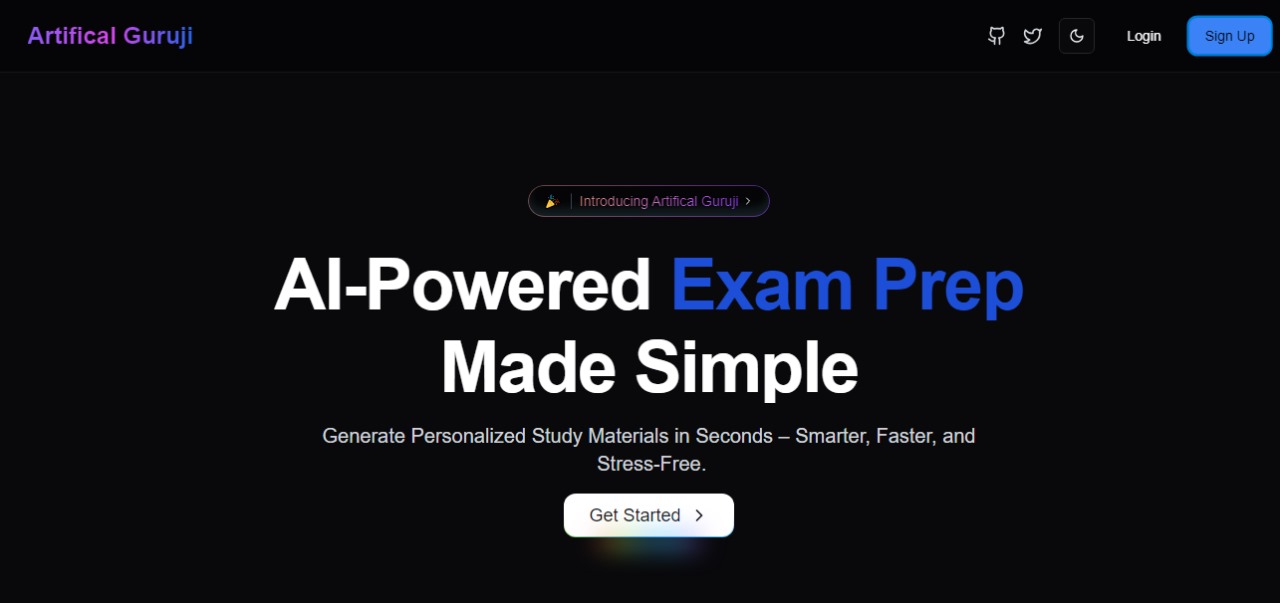 Artifical Guruji
Login
Sign Up
Introducing Artifical Guruji
AI-Powered Exam Prep
Made Simple
Generate Personalized Study Materials in Seconds – Smarter, Faster, and
Stress-Free.
Get Started